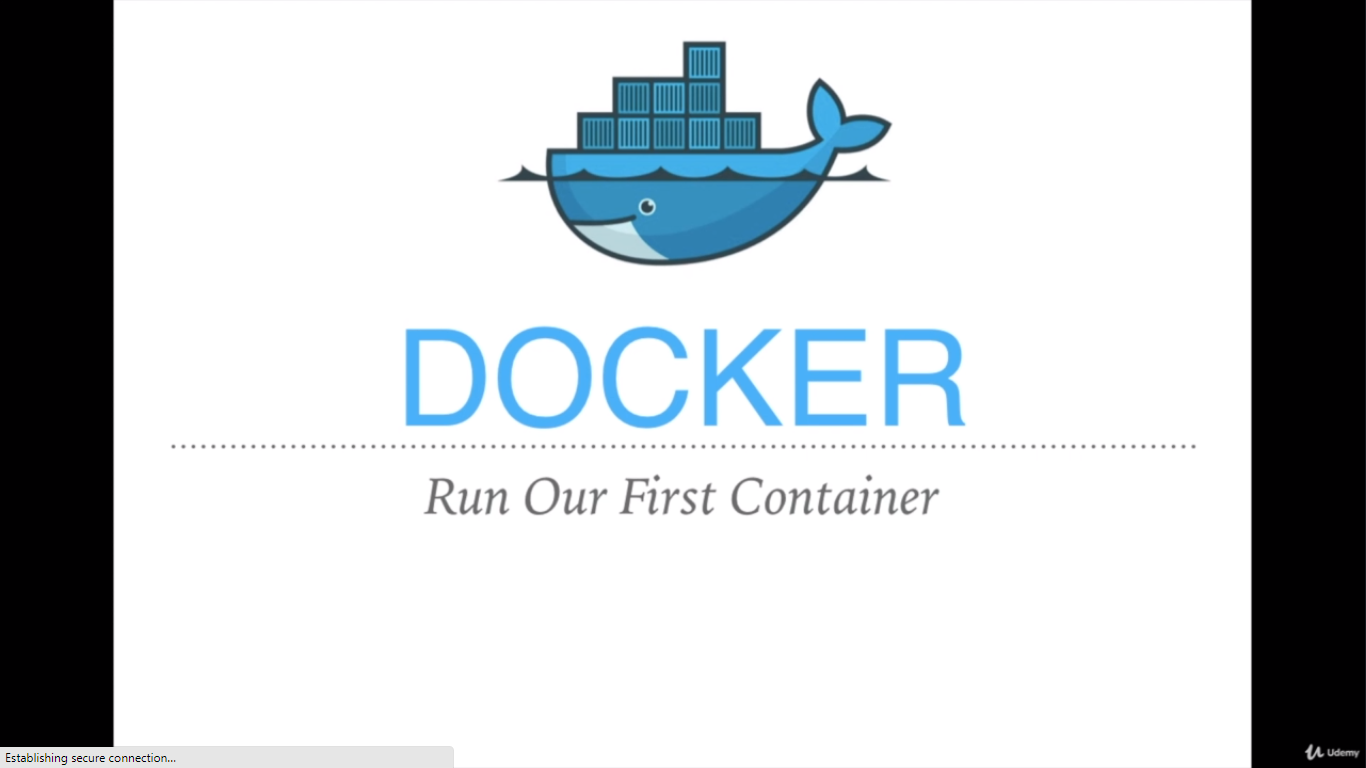 DOCKER
Run Our First Container
Establishing secure connection...
Udemy